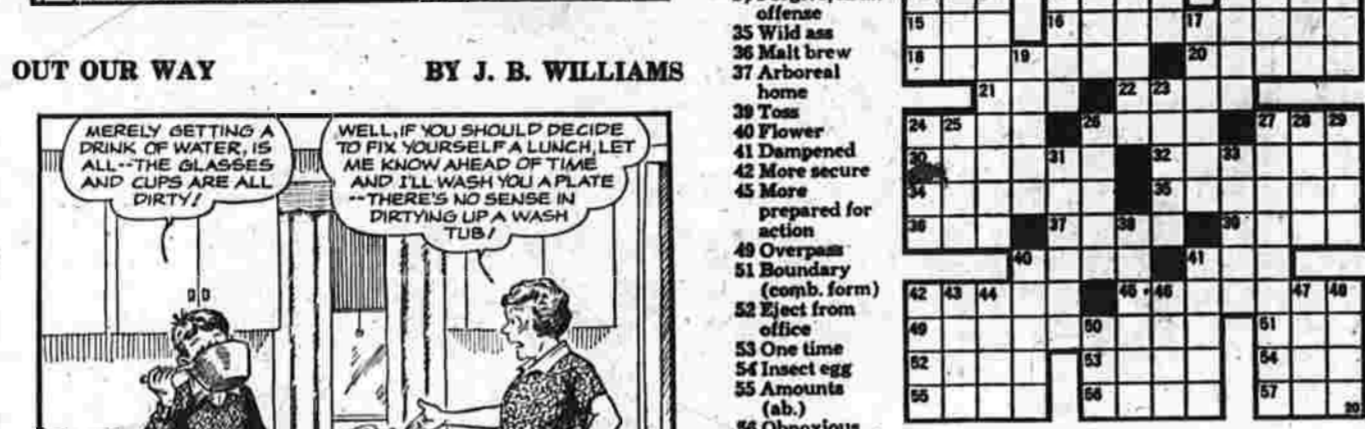 OUT OUR WAY BY J. B. WILLIAMS
MERELY GETTING A
DRINK OF WATER, IS
ALL--THE GLASSES
AND CUPS ARE ALL
DIRTY!
WELL, IF YOU SHOULD DECIDE
TO FIX YOURSELF A LUNCH, LET
ME KNOW AHEAD OF TIME
AND I'LL WASH YOU A PLATE
--THERE'S NO SENSE IN
DIRTYING UP A WASH
TUB!
offense
35 Wild ass
36 Malt brew
37 Arboreal
home
39 Toss
40 Flower
41 Dampened
42 More secure
45 More
prepared for
action
49 Overpass
51 Boundary
(comb. form)
52 Eject from
office
53 One time
54 Insect egg
55 Amounts
(ab.)
56 Obnoxious
15 16 17
18 19 20
21 22 23
24 25 26 27 28 29
30 31 32 33
34 35
36 37 38 39
40 41
42 43 44 45 46 47 48
49 50 51
52 53 54
55 56 57
20